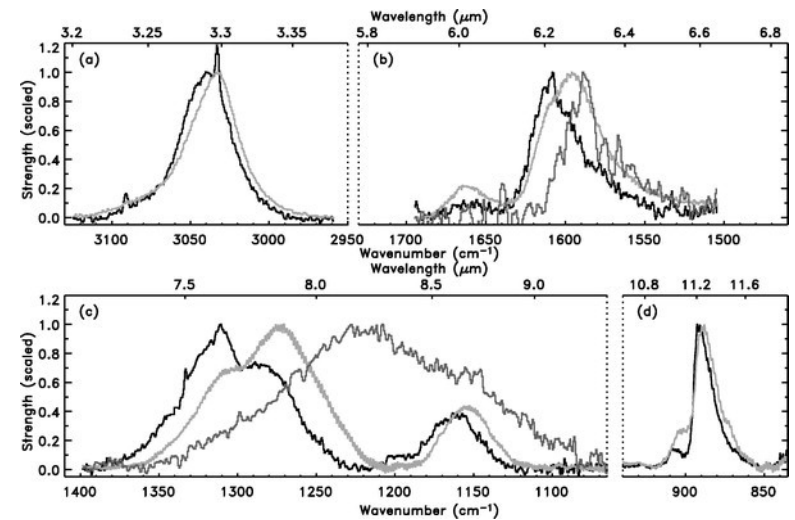 Wavelength (μm)
3.2 3.25 3.3 3.35 5.8 6.0 6.2 6.4 6.6 6.8
1.2
1.0
0.8
0.6
0.4
0.2
0.0
Strength (scaled)
(a) (b)
3100 3050 3000 2950 1700 1650 1600 1550 1500
Wavenumber (cm⁻¹) Wavenumber (cm⁻¹)
Wavelength (μm)
7.5 8.0 8.5 9.0 10.8 11.2 11.6
1.2
1.0
0.8
0.6
0.4
0.2
0.0
Strength (scaled)
(c) (d)
1400 1350 1300 1250 1200 1150 1100 900 850
Wavenumber (cm⁻¹)